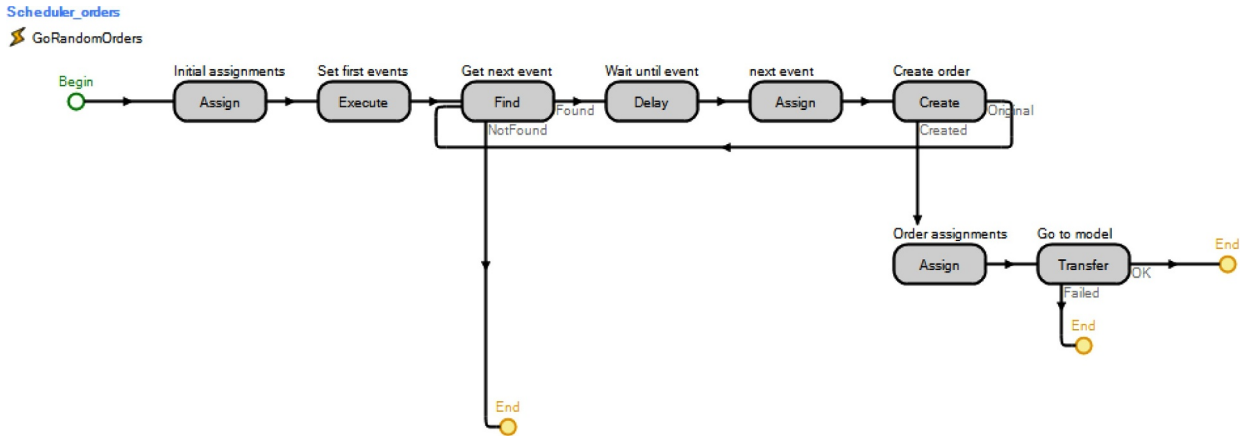 Scheduler_orders
GoRandomOrders
Begin
Initial assignments
Assign
Set first events
Execute
Get next event
Find
Found
NotFound
Wait until event
Delay
next event
Assign
Create order
Create
Original
Created
Order assignments
Assign
Go to model
Transfer
OK
Failed
End
End
End